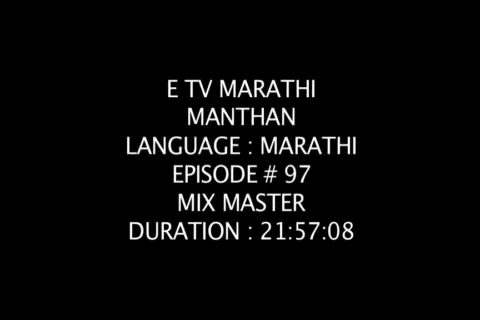 E TV MARATHI
MANTHAN
LANGUAGE : MARATHI
EPISODE # 97
MIX MASTER
DURATION : 21:57:08